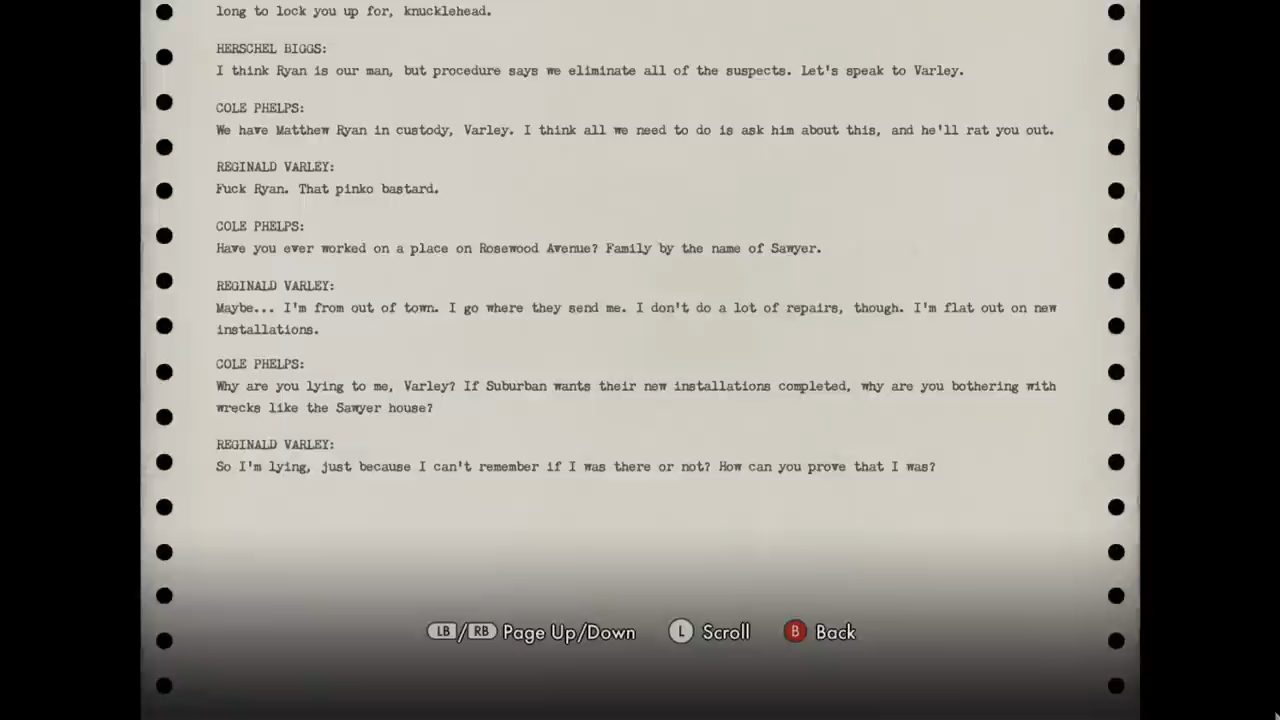 long to lock you up for, knucklehead.
HERSCHEL BIGGS:
I think Ryan is our man, but procedure says we eliminate all of the suspects. Let's speak to Varley.
COLE PHELPS:
We have Matthew Ryan in custody, Varley. I think all we need to do is ask him about this, and he'll rat you out.
REGINALD VARLEY:
Fuck Ryan. That pinko bastard.
COLE PHELPS:
Have you ever worked on a place on Rosewood Avenue? Family by the name of Sawyer.
REGINALD VARLEY:
Maybe... I'm from out of town. I go where they send me. I don't do a lot of repairs, though. I'm flat out on new
installations.
COLE PHELPS:
Why are you lying to me, Varley? If Suburban wants their new installations completed, why are you bothering with
wrecks like the Sawyer house?
REGINALD VARLEY:
So I'm lying, just because I can't remember if I was there or not? How can you prove that I was?
LB/RB Page Up/Down L Scroll B Back